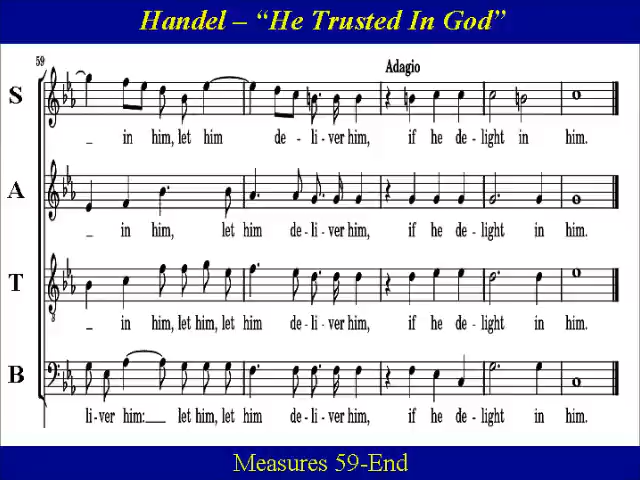 Handel – “He Trusted In God”
59
Adagio
S
_ in him, let him de - li - ver him, if he de - light in him.
A
_ in him, let him de - li - ver him, if he de - light in him.
T
_ in him, let him, let him de - li - ver him, if he de - light in him.
8
B
li - ver him:___ let him, let him de - li - ver him, if he de - light in him.
Measures 59-End